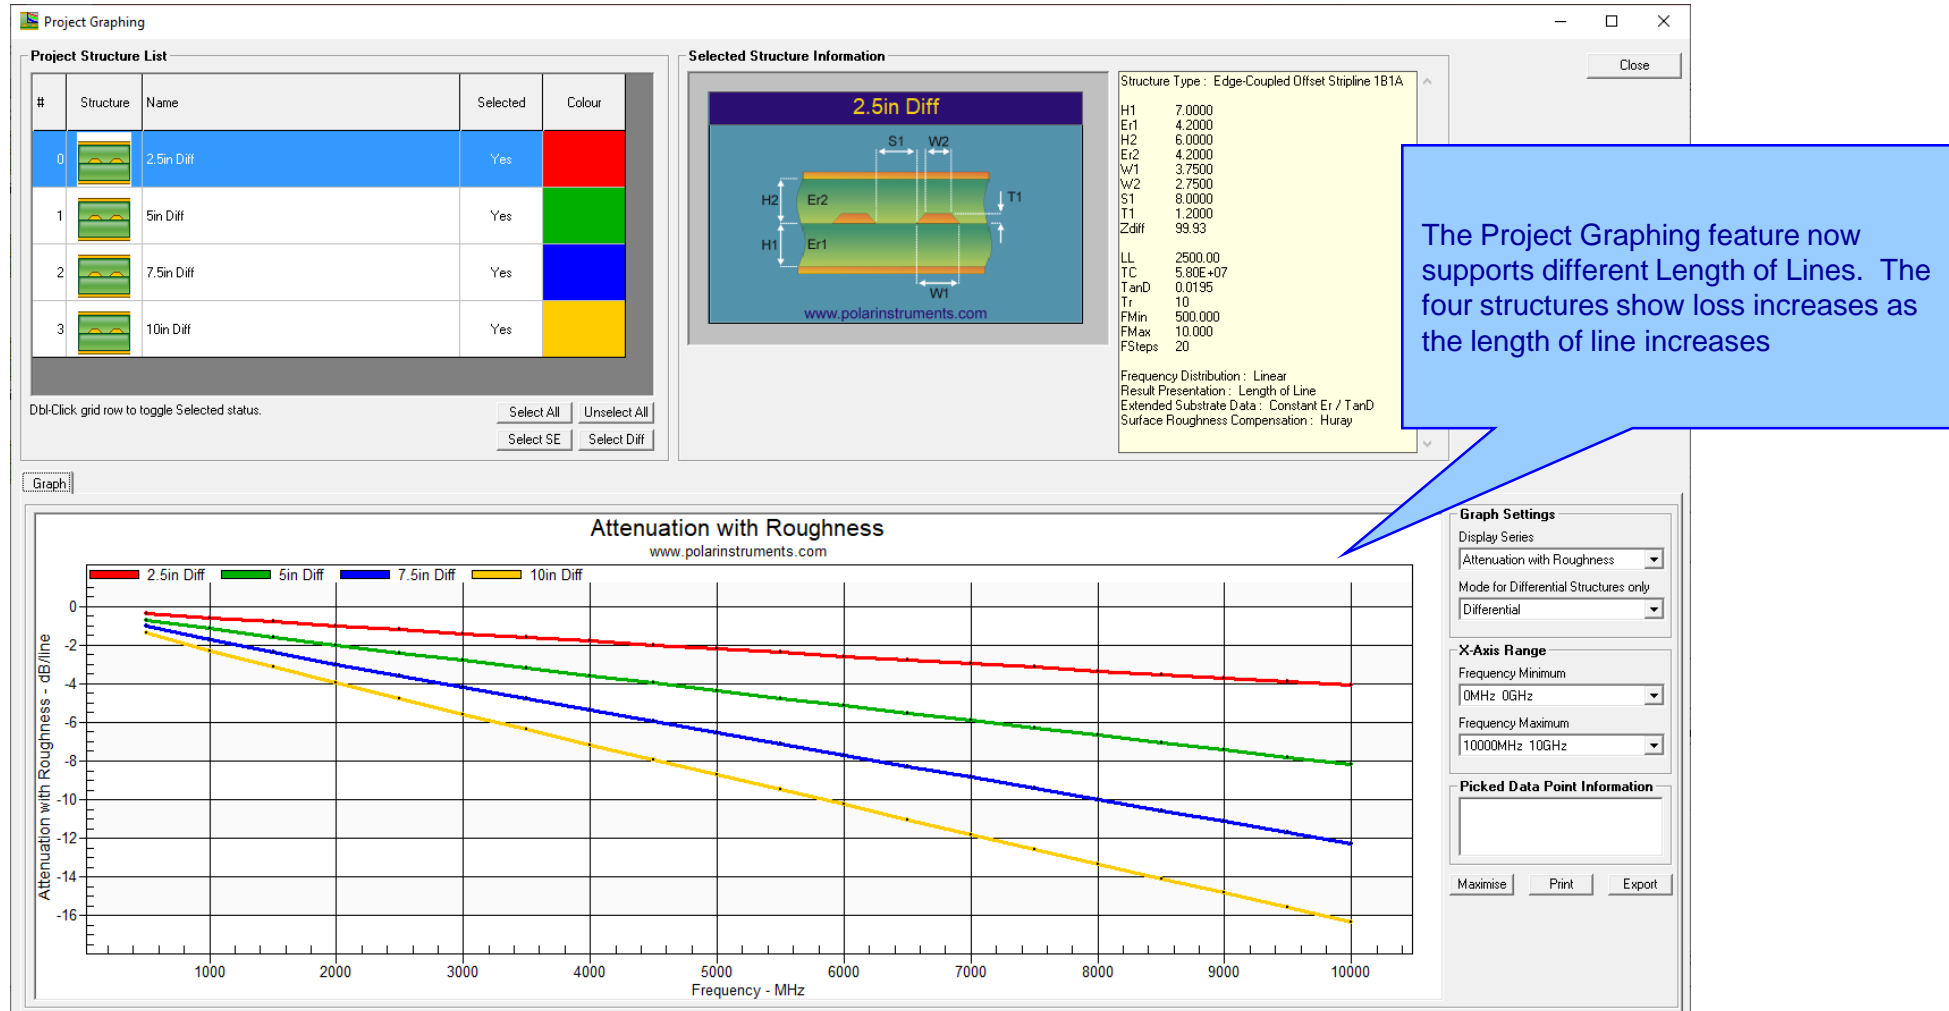 Project Graphing
Close
Project Structure List
# Structure Name Selected Colour
0 2.5in Diff Yes
1 5in Diff Yes
2 7.5in Diff Yes
3 10in Diff Yes
Dbl-Click grid row to toggle Selected status.
Select All Unselect All
Select SE Select Diff
Selected Structure Information
2.5in Diff
S1 W2
H2 Er2 T1
H1 Er1
W1
www.polarinstruments.com
Structure Type : Edge-Coupled Offset Stripline 1B1A
H1 7.0000
Er1 4.2000
H2 6.0000
Er2 4.2000
W1 3.7500
W2 2.7500
S1 8.0000
T1 1.2000
Zdiff 99.93
LL 2500.00
TC 5.80E+07
TanD 0.0195
Tr 10
FMin 500.000
FMax 10.000
FSteps 20
Frequency Distribution : Linear
Result Presentation : Length of Line
Extended Substrate Data : Constant Er / TanD
Surface Roughness Compensation : Huray
The Project Graphing feature now
supports different Length of Lines. The
four structures show loss increases as
the length of line increases
Graph
Attenuation with Roughness
www.polarinstruments.com
2.5in Diff 5in Diff 7.5in Diff 10in Diff
Attenuation with Roughness - dB/line
0
-2
-4
-6
-8
-10
-12
-14
-16
1000 2000 3000 4000 5000 6000 7000 8000 9000 10000
Frequency - MHz
Graph Settings
Display Series
Attenuation with Roughness
Mode for Differential Structures only
Differential
X-Axis Range
Frequency Minimum
0MHz 0GHz
Frequency Maximum
10000MHz 10GHz
Picked Data Point Information
Maximise Print Export